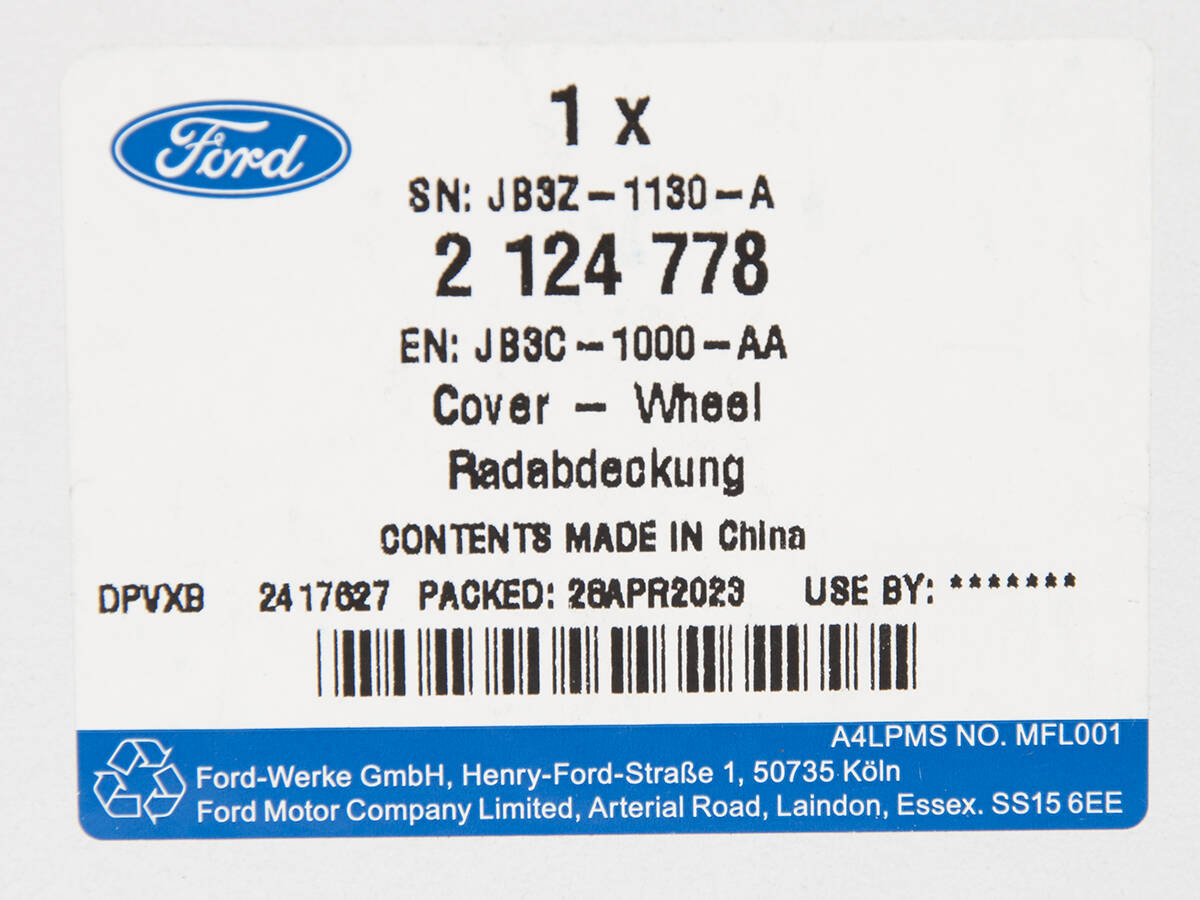 Ford
1 x
SN: JB3Z-1130-A
2 124 778
EN: JB3C-1000-AA
Cover - Wheel
Radabdeckung
CONTENTS MADE IN China
DPVXB 2417627 PACKED: 26APR2023 USE BY: *******
A4LPMS NO. MFL001
Ford-Werke GmbH, Henry-Ford-Straße 1, 50735 Köln
Ford Motor Company Limited, Arterial Road, Laindon, Essex. SS15 6EE